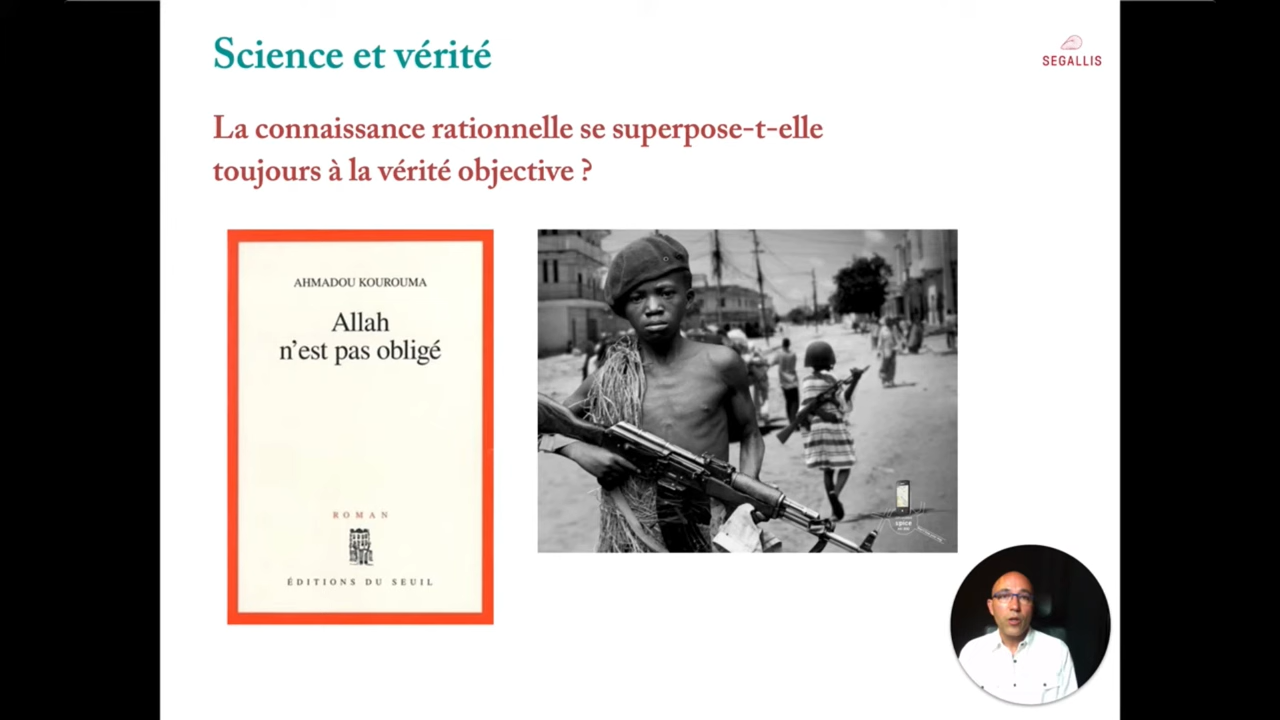 Science et vérité
SEGALLIS
La connaissance rationnelle se superpose-t-elle
toujours à la vérité objective ?
AHMADOU KOUROUMA
Allah
n'est pas obligé
ROMAN
ÉDITIONS DU SEUIL
spice